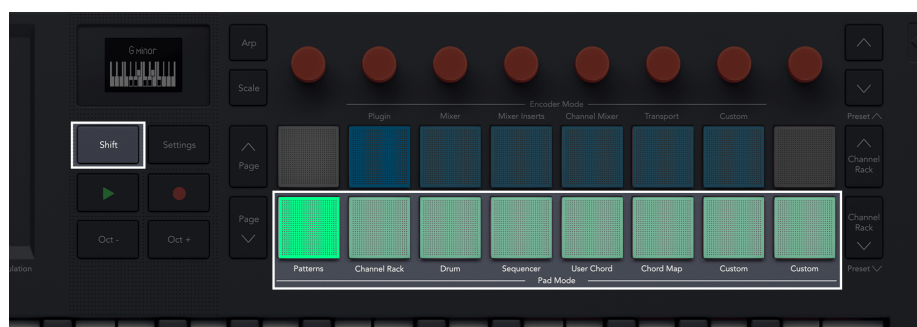 G minor
Arp
Scale
Encoder Mode
Plugin
Mixer
Mixer Inserts
Channel Mixer
Transport
Custom
Preset
Shift
Settings
Page
Channel
Rack
Page
Channel
Rack
Oct -
Oct +
ulation
Patterns
Channel Rack
Drum
Sequencer
User Chord
Chord Map
Custom
Custom
Preset
Pad Mode